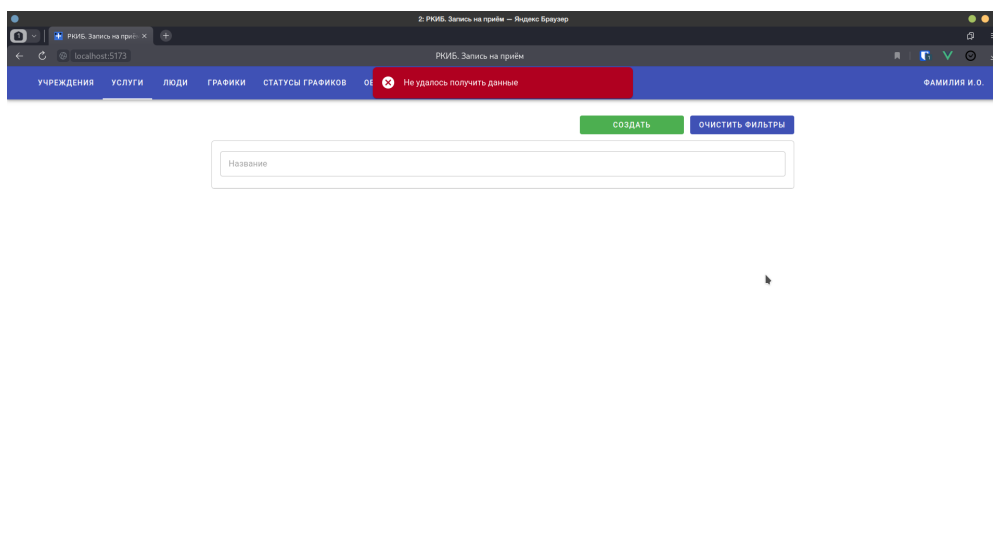 2: РКИБ. Запись на приём — Яндекс Браузер
1
РКИБ. Запись на приём
localhost:5173
РКИБ. Запись на приём
УЧРЕЖДЕНИЯ УСЛУГИ ЛЮДИ ГРАФИКИ СТАТУСЫ ГРАФИКОВ
Не удалось получить данные
ФАМИЛИЯ И.О.
СОЗДАТЬ ОЧИСТИТЬ ФИЛЬТРЫ
Название